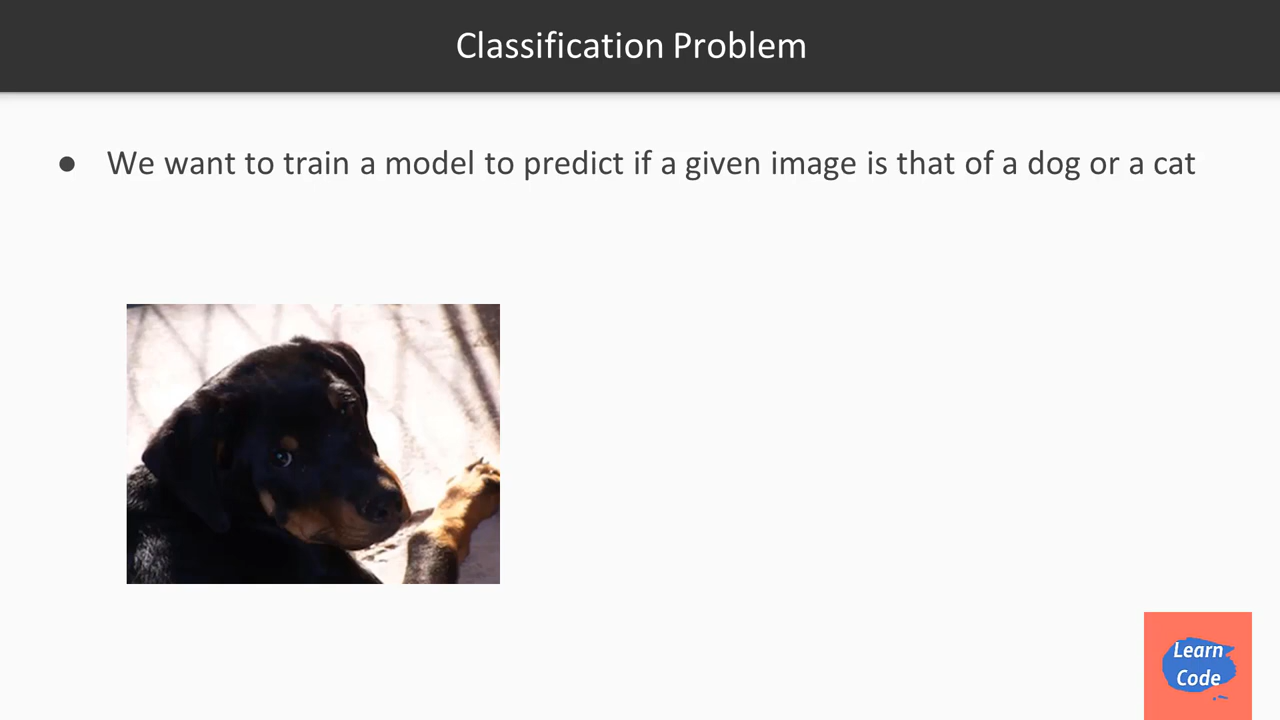 Classification Problem
● We want to train a model to predict if a given image is that of a dog or a cat
Learn
Code